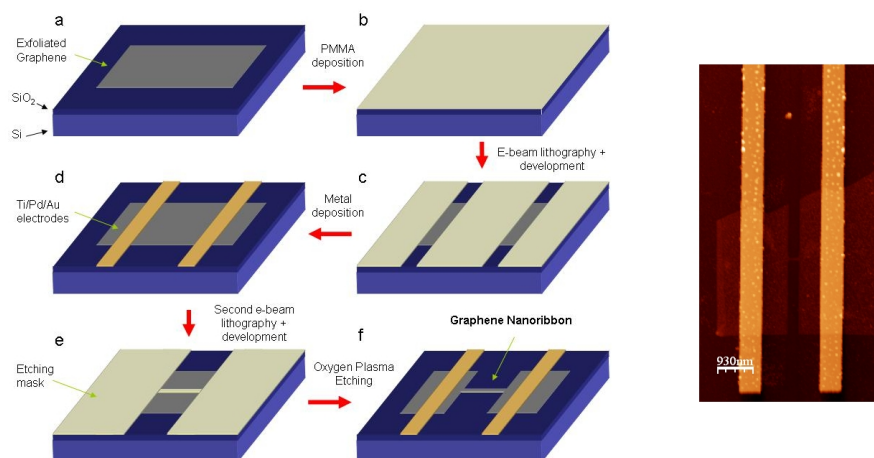 a
b
Exfoliated
Graphene
PMMA
deposition
SiO2
Si
E-beam lithography +
development
d
c
Ti/Pd/Au
electrodes
Metal
deposition
Second e-beam
lithography +
development
e
f
Graphene Nanoribbon
Etching
mask
Oxygen Plasma
Etching
930nm